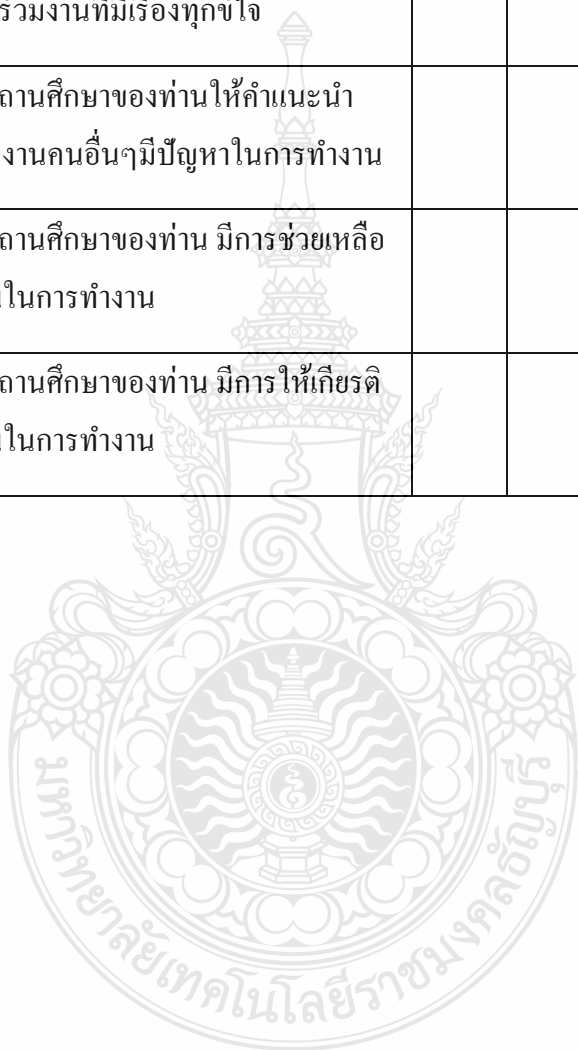 ร่วมงานที่มีเรื่องทุกข์ใจ
ถานศึกษาของท่านให้คำแนะนำ
งานคนอื่นๆมีปัญหาในการทำงาน
ถานศึกษาของท่าน มีการช่วยเหลือ
ในการทำงาน
ถานศึกษาของท่าน มีการให้เกียรติ
ในการทำงาน
มหาวิทยาลัยเทคโนโลยีราชมงคลธัญบุรี